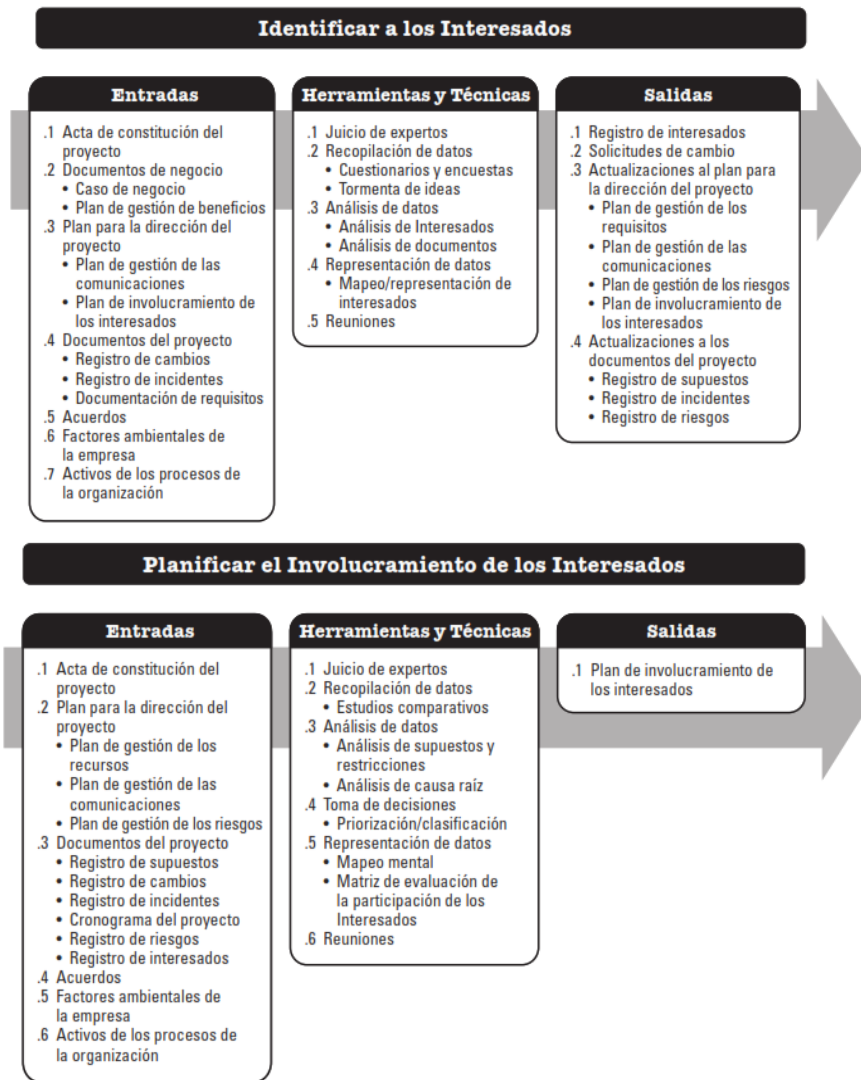 Identificar a los Interesados
Entradas
.1 Acta de constitución del
proyecto
.2 Documentos de negocio
• Caso de negocio
• Plan de gestión de beneficios
.3 Plan para la dirección del
proyecto
• Plan de gestión de las
comunicaciones
• Plan de involucramiento de
los interesados
.4 Documentos del proyecto
• Registro de cambios
• Registro de incidentes
• Documentación de requisitos
.5 Acuerdos
.6 Factores ambientales de
la empresa
.7 Activos de los procesos de
la organización
Herramientas y Técnicas
.1 Juicio de expertos
.2 Recopilación de datos
• Cuestionarios y encuestas
• Tormenta de ideas
.3 Análisis de datos
• Análisis de Interesados
• Análisis de documentos
.4 Representación de datos
• Mapeo/representación de
interesados
.5 Reuniones
Salidas
.1 Registro de interesados
.2 Solicitudes de cambio
.3 Actualizaciones al plan para
la dirección del proyecto
• Plan de gestión de los
requisitos
• Plan de gestión de las
comunicaciones
• Plan de gestión de los riesgos
• Plan de involucramiento de
los interesados
.4 Actualizaciones a los
documentos del proyecto
• Registro de supuestos
• Registro de incidentes
• Registro de riesgos
Planificar el Involucramiento de los Interesados
Entradas
.1 Acta de constitución del
proyecto
.2 Plan para la dirección del
proyecto
• Plan de gestión de los
recursos
• Plan de gestión de las
comunicaciones
• Plan de gestión de los riesgos
.3 Documentos del proyecto
• Registro de supuestos
• Registro de cambios
• Registro de incidentes
• Cronograma del proyecto
• Registro de riesgos
• Registro de interesados
.4 Acuerdos
.5 Factores ambientales de
la empresa
.6 Activos de los procesos de
la organización
Herramientas y Técnicas
.1 Juicio de expertos
.2 Recopilación de datos
• Estudios comparativos
.3 Análisis de datos
• Análisis de supuestos y
restricciones
• Análisis de causa raíz
.4 Toma de decisiones
• Priorización/clasificación
.5 Representación de datos
• Mapeo mental
• Matriz de evaluación de
la participación de los
Interesados
.6 Reuniones
Salidas
.1 Plan de involucramiento de
los interesados